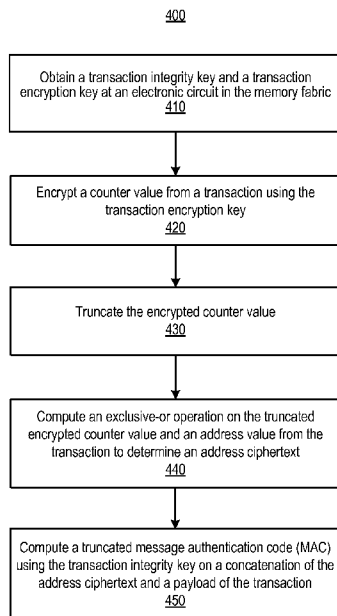 400
Obtain a transaction integrity key and a transaction
encryption key at an electronic circuit in the memory fabric
410
Encrypt a counter value from a transaction using the
transaction encryption key
420
Truncate the encrypted counter value
430
Compute an exclusive-or operation on the truncated
encrypted counter value and an address value from the
transaction to determine an address ciphertext
440
Compute a truncated message authentication code (MAC)
using the transaction integrity key on a concatenation of the
address ciphertext and a payload of the transaction
450